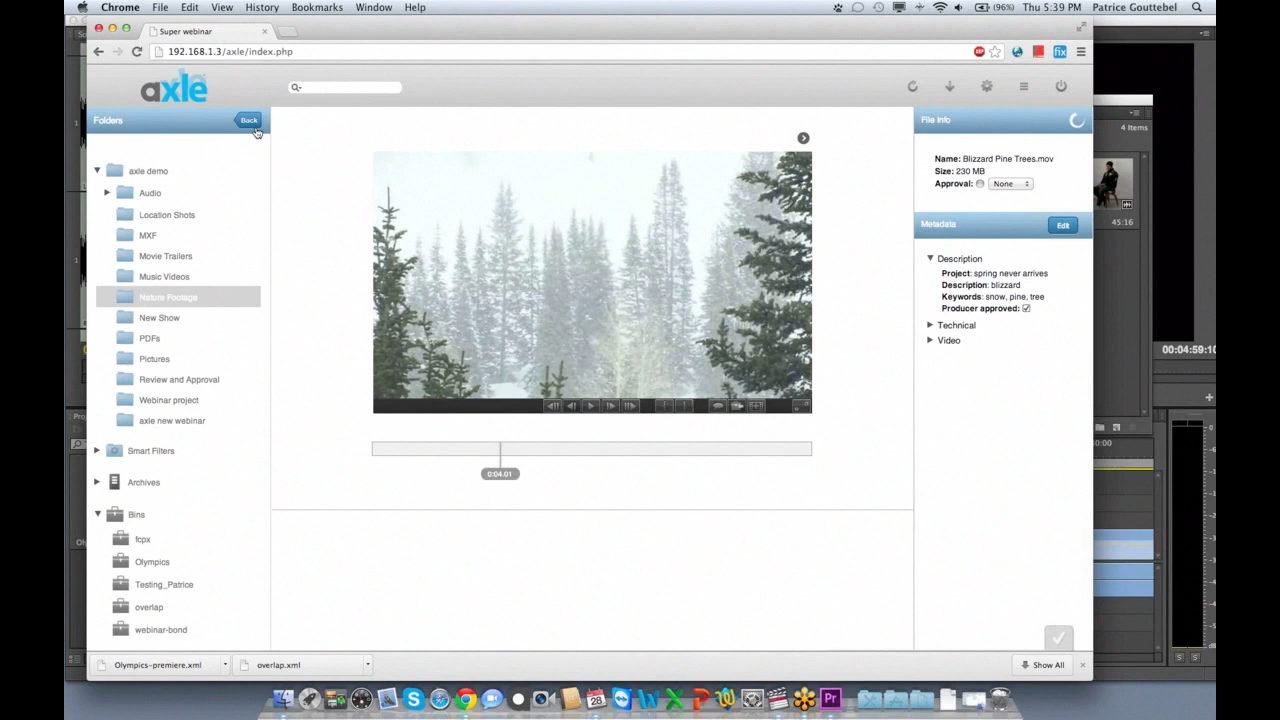 Chrome File Edit View History Bookmarks Window Help
(96%) Thu 5:39 PM Patrice Gouttebel
Super webinar
192.168.1.3/axle/index.php
axle
Folders
Back
axle demo
Audio
Location Shots
MXF
Movie Trailers
Music Videos
Nature Footage
New Show
PDFs
Pictures
Review and Approval
Webinar project
axle new webinar
Smart Filters
Archives
Bins
fcpx
Olympics
Testing_Patrice
overlap
webinar-bond
0:04.01
File Info
Name: Blizzard Pine Trees.mov
Size: 230 MB
Approval: None
Metadata
Edit
Description
Project: spring never arrives
Description: blizzard
Keywords: snow, pine, tree
Producer approved:
Technical
Video
4 Items
45:16
00:04:59:10
Olympics-premiere.xml
overlap.xml
Show All